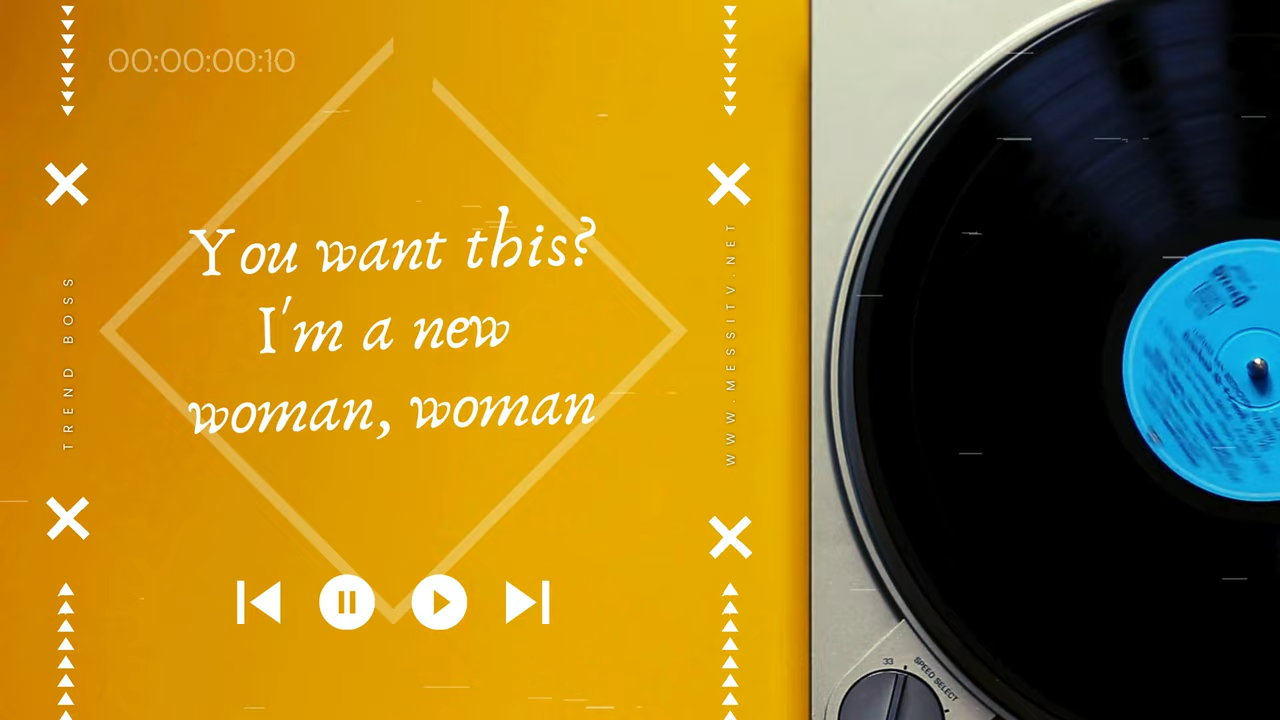 00:00:00:10
You want this?
I'm a new
woman, woman
TREND BOSS
WWW.MESSITV.NET
33
SPEED SELECT